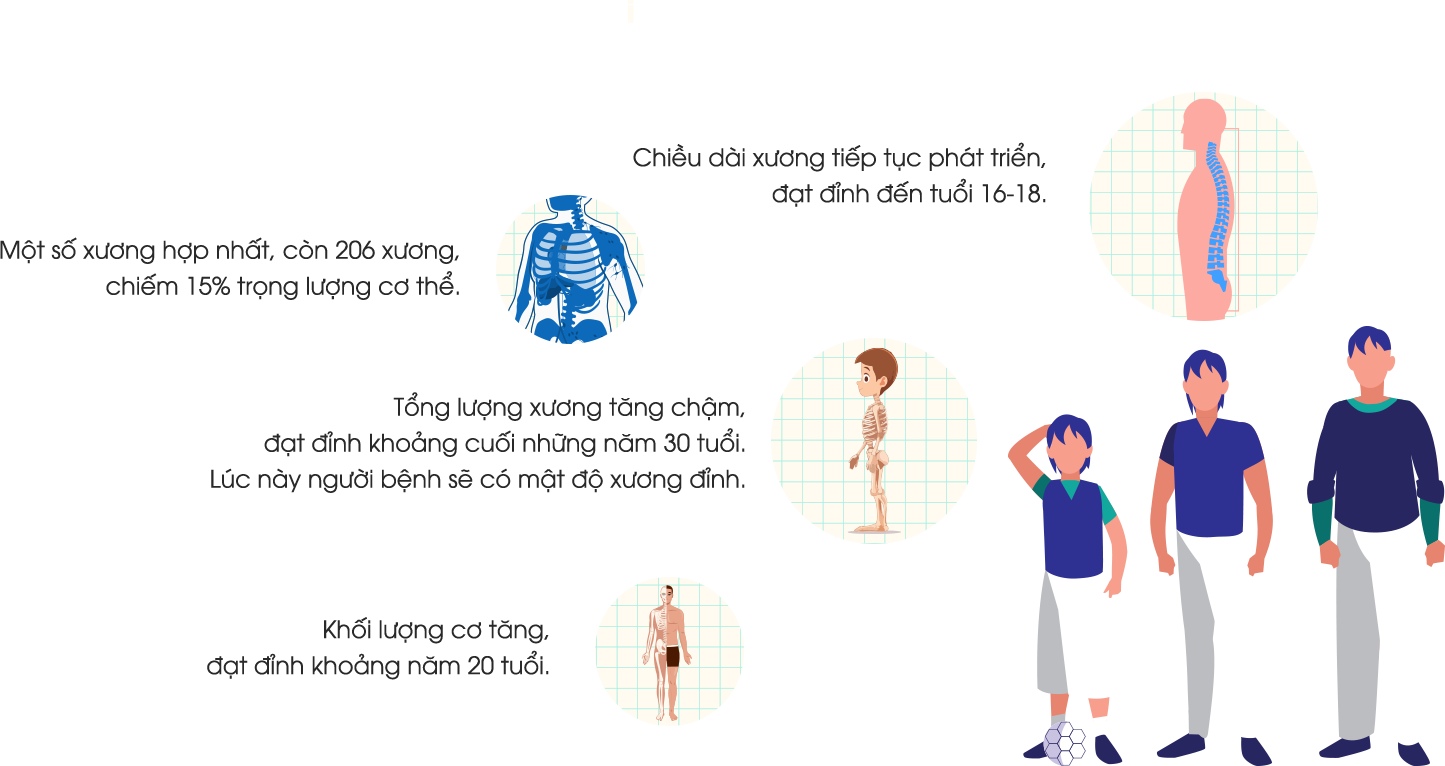 Chiều dài xương tiếp tục phát triển,
đạt đỉnh đến tuổi 16-18.
Một số xương hợp nhất, còn 206 xương,
chiếm 15% trọng lượng cơ thể.
Tổng lượng xương tăng chậm,
đạt đỉnh khoảng cuối những năm 30 tuổi.
Lúc này người bệnh sẽ có mật độ xương đỉnh.
Khối lượng cơ tăng,
đạt đỉnh khoảng năm 20 tuổi.